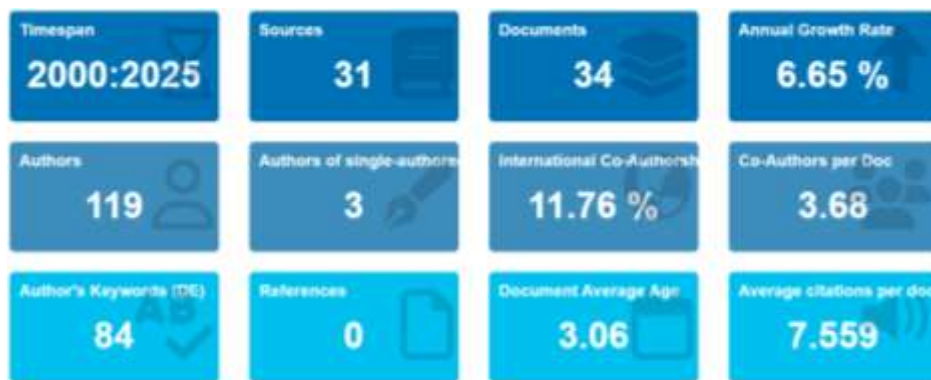 Timespan
2000:2025
Sources
31
Documents
34
Annual Growth Rate
6.65 %
Authors
119
Authors of single-authore
3
International Co-Authorsh
11.76 %
Co-Authors per Doc
3.68
Author's Keywords (DE)
84
References
0
Document Average Age
3.06
Average citations per doc
7.559